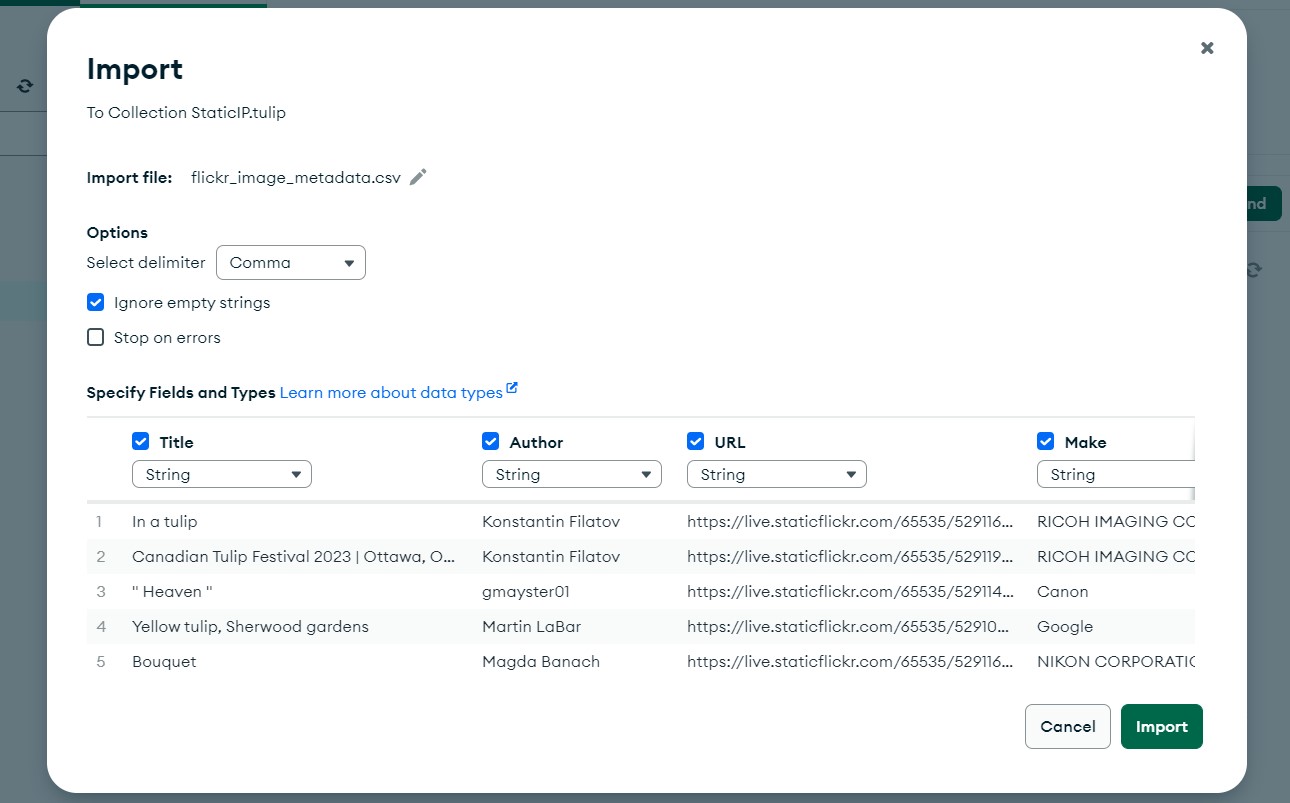 Import
To Collection StaticIP.tulip
Import file: flickr_image_metadata.csv
Options
Select delimiter Comma
Ignore empty strings
Stop on errors
Specify Fields and Types Learn more about data types
Title Author URL Make
String String String String
1 In a tulip Konstantin Filatov https://live.staticflickr.com/65535/529116... RICOH IMAGING CO
2 Canadian Tulip Festival 2023 | Ottawa, O... Konstantin Filatov https://live.staticflickr.com/65535/529119... RICOH IMAGING CO
3 " Heaven " gmayster01 https://live.staticflickr.com/65535/529114... Canon
4 Yellow tulip, Sherwood gardens Martin LaBar https://live.staticflickr.com/65535/52910... Google
5 Bouquet Magda Banach https://live.staticflickr.com/65535/529116... NIKON CORPORATIO
Cancel Import
nd